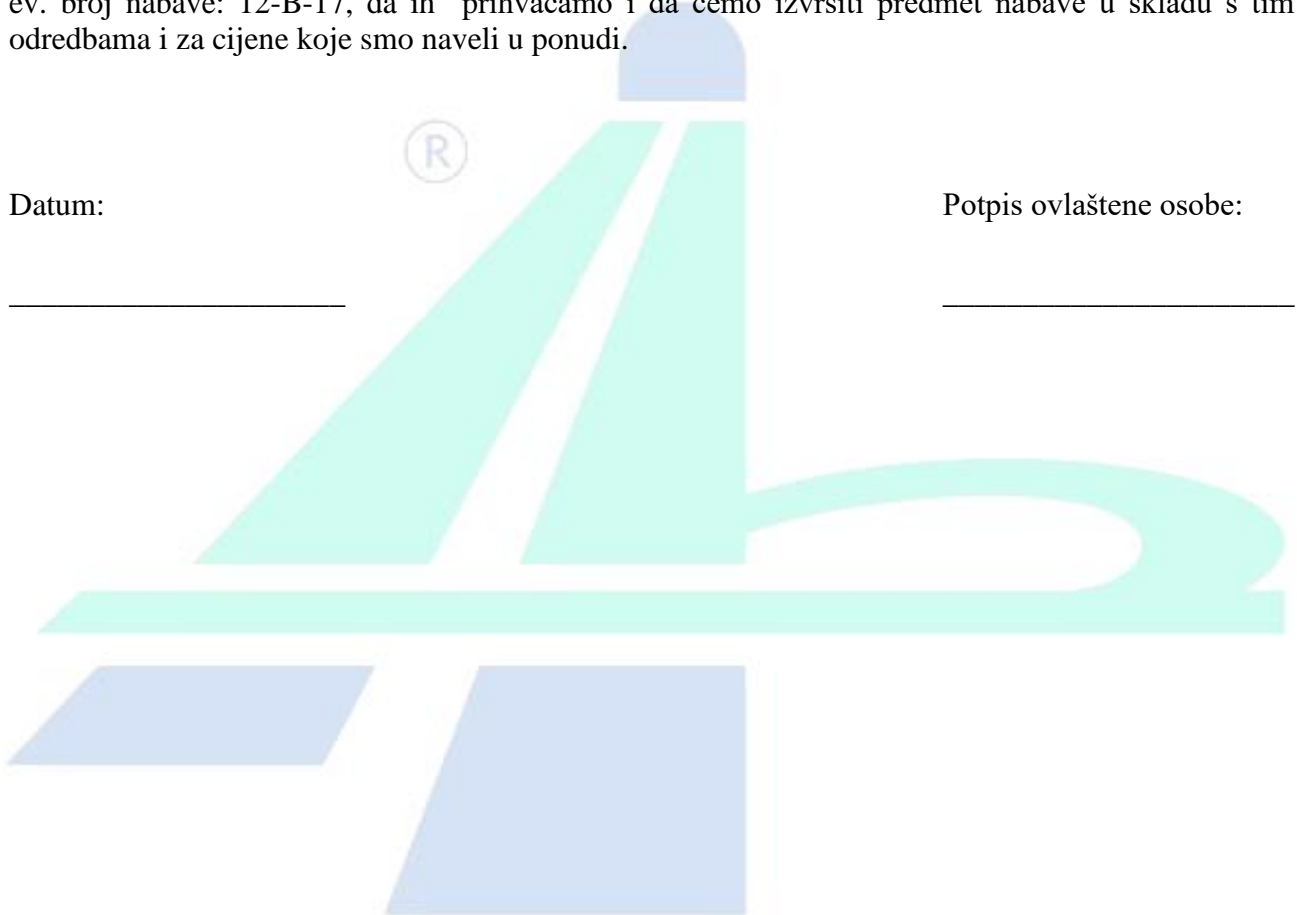 ev. broj nabave: 12-B-17, da ih prihvaćamo i da ćemo izvršiti predmet nabave u skladu s tim
odredbama i za cijene koje smo naveli u ponudi.
®
Datum:
Potpis ovlaštene osobe: